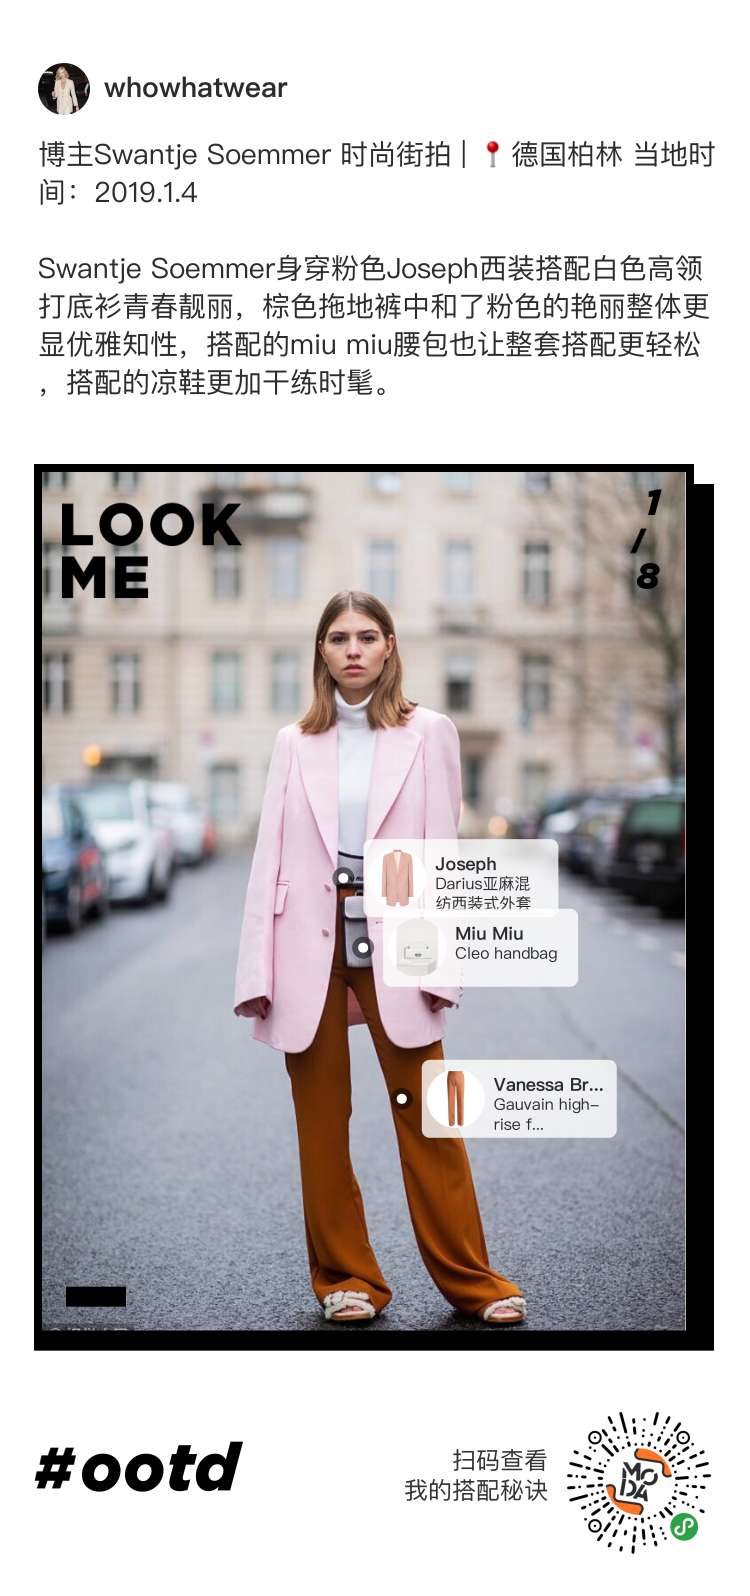 whowhatwear
博主Swantje Soemmer 时尚街拍 | 📍 德国柏林 当地时
间：2019.1.4
Swantje Soemmer身穿粉色Joseph西装搭配白色高领
打底衫青春靓丽，棕色拖地裤中和了粉色的艳丽整体更
显优雅知性，搭配的miu miu腰包也让整套搭配更轻松
，搭配的凉鞋更加干练时髦。
LOOK
ME
1
/
8
Joseph
Darius亚麻混
纺西装式外套
Miu Miu
Cleo handbag
Vanessa Br...
Gauvain high-
rise f...
#ootd
扫码查看
我的搭配秘诀
MODA